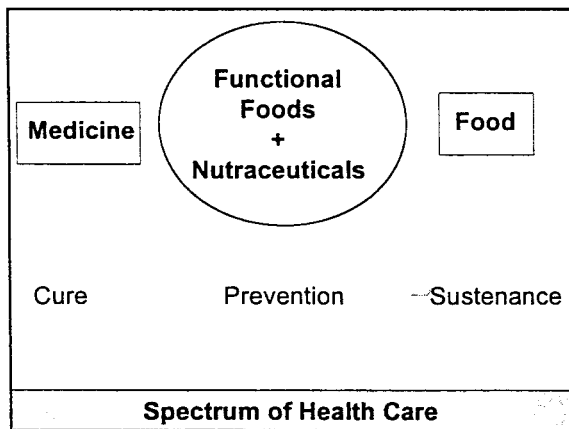 Functional
Foods
+
Nutraceuticals
Medicine
Food
Cure Prevention Sustenance
Spectrum of Health Care